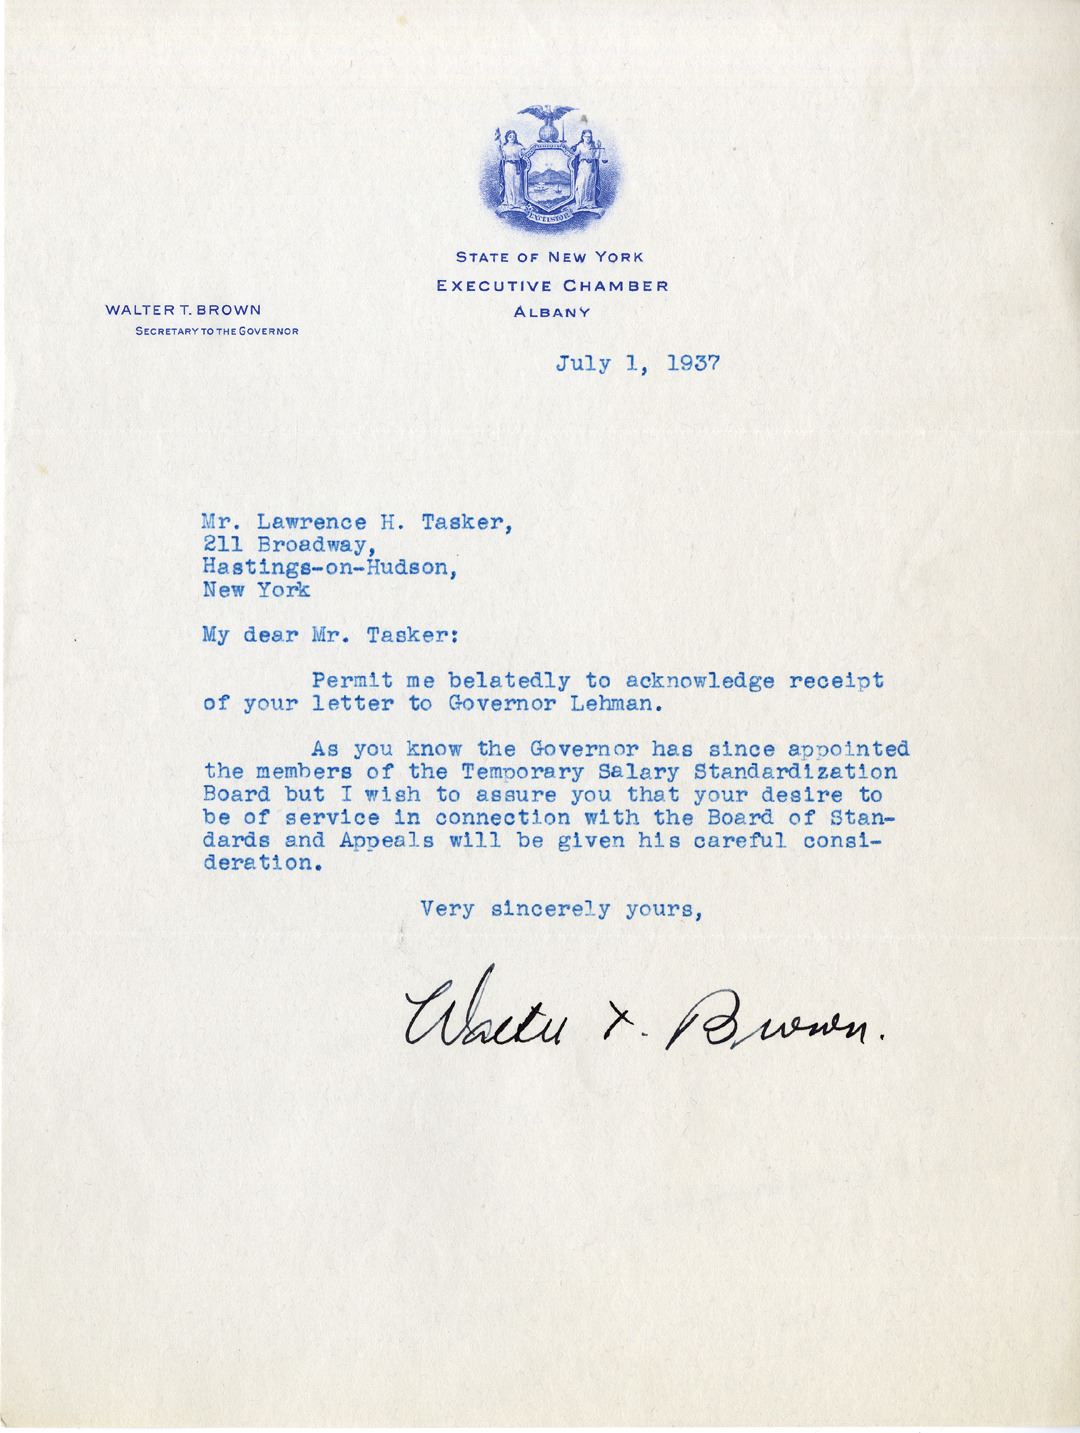 EXCELSIOR
STATE OF NEW YORK
EXECUTIVE CHAMBER
ALBANY
WALTER T. BROWN
SECRETARY TO THE GOVERNOR
July 1, 1937
Mr. Lawrence H. Tasker,
211 Broadway,
Hastings-on-Hudson,
New York
My dear Mr. Tasker:
Permit me belatedly to acknowledge receipt
of your letter to Governor Lehman.
As you know the Governor has since appointed
the members of the Temporary Salary Standardization
Board but I wish to assure you that your desire to
be of service in connection with the Board of Stan-
dards and Appeals will be given his careful consi-
deration.
Very sincerely yours,
Walter T. Brown.